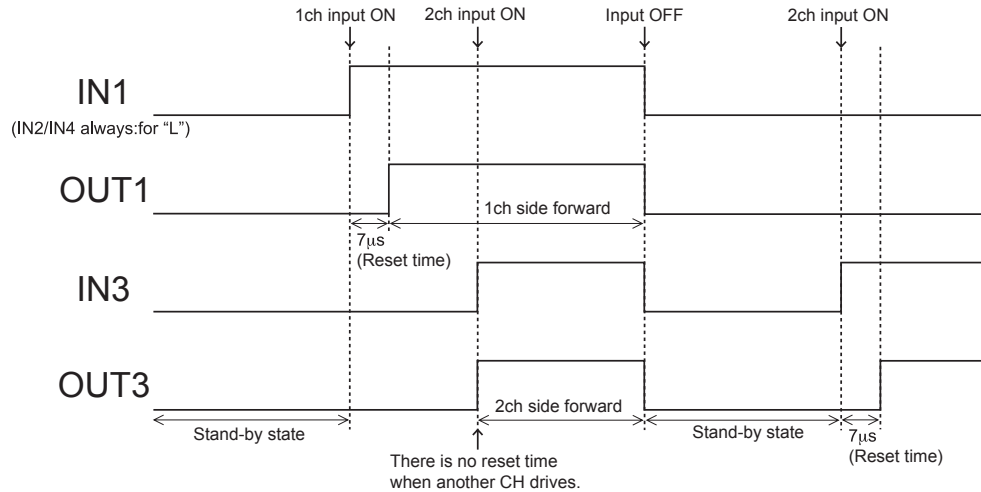 1ch input ON
2ch input ON
Input OFF
2ch input ON
IN1
(IN2/IN4 always:for “L”)
OUT1
1ch side forward
7μs
(Reset time)
IN3
OUT3
Stand-by state
2ch side forward
Stand-by state
7μs
(Reset time)
There is no reset time
when another CH drives.